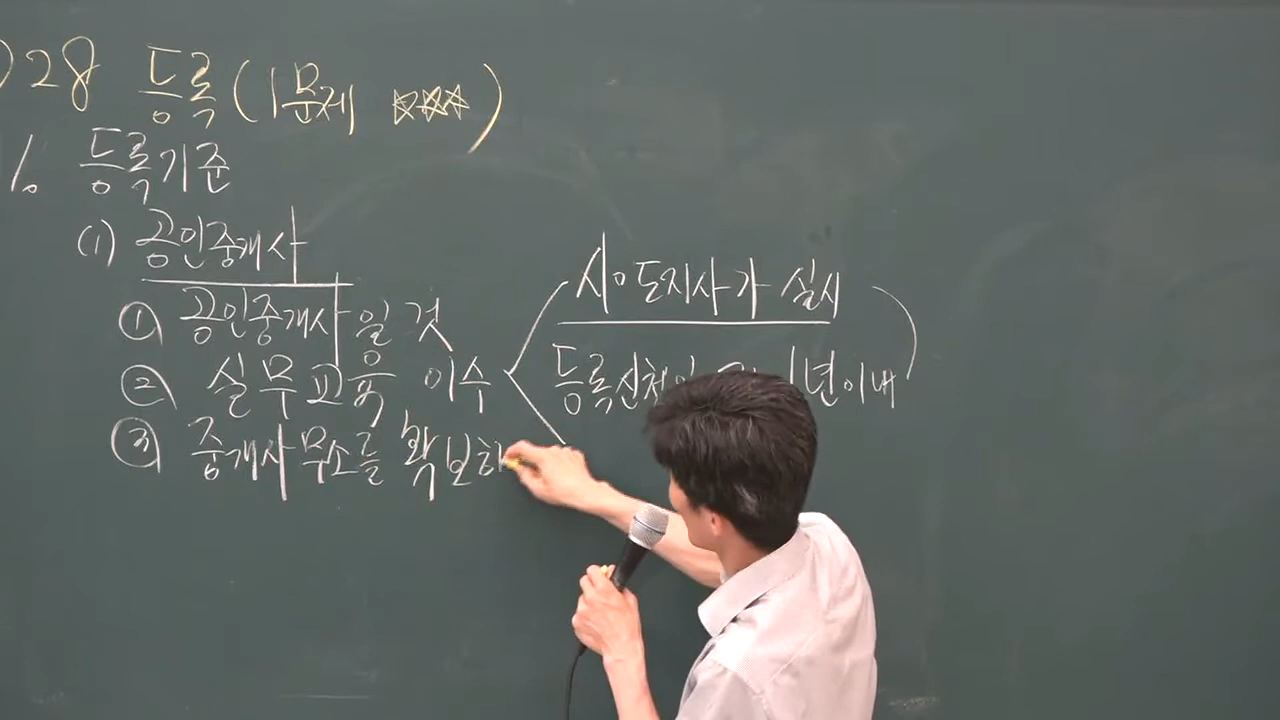 )28 등록 (1문제 ☆☆☆)
1. 등록기준
(1) 공인중개사
① 공인중개사일 것
② 실무교육 이수
시·도지사가 실시
등록신청일 1년이내
③ 중개사무소를 확보하